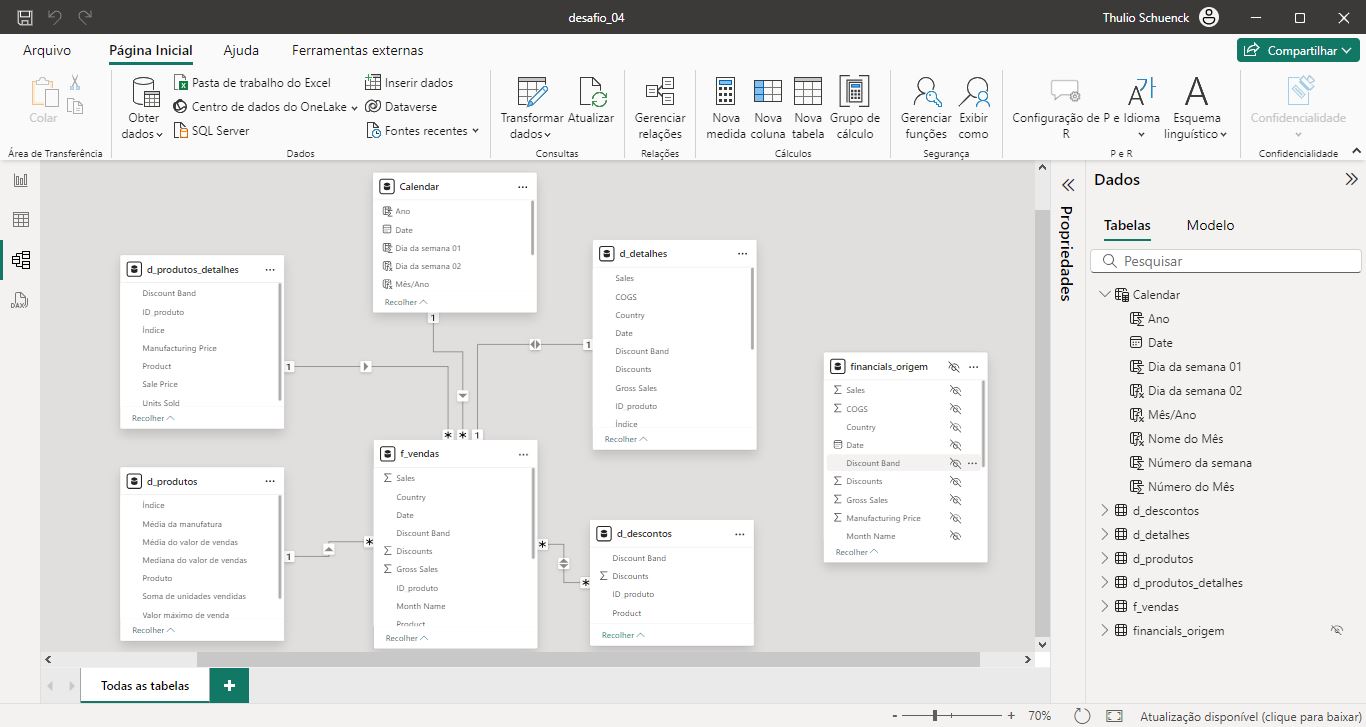 desafio_04
Thulio Schuenck
Arquivo
Página Inicial
Ajuda
Ferramentas externas
Compartilhar
Colar
Área de Transferência
Obter dados
Pasta de trabalho do Excel
Centro de dados do OneLake
SQL Server
Inserir dados
Dataverse
Fontes recentes
Dados
Transformar dados
Atualizar
Consultas
Gerenciar relações
Relações
Nova medida
Nova coluna
Nova tabela
Grupo de cálculo
Cálculos
Gerenciar funções
Exibir como
Segurança
Configuração de P e R
Idioma
Esquema linguístico
P e R
Confidencialidade
Confidencialidade
DAX
Calendar
Ano
Date
Dia da semana 01
Dia da semana 02
Mês/Ano
Recolher
d_produtos_detalhes
Discount Band
ID_produto
Índice
Manufacturing Price
Product
Sale Price
Units Sold
Recolher
d_detalhes
Sales
COGS
Country
Date
Discount Band
Discounts
Gross Sales
ID_produto
Índice
Recolher
financials_origem
Sales
COGS
Country
Date
Discount Band
Discounts
Gross Sales
Manufacturing Price
Month Name
Recolher
d_produtos
Índice
Média da manufatura
Média do valor de vendas
Mediana do valor de vendas
Produto
Soma de unidades vendidas
Valor máximo de venda
Recolher
f_vendas
Sales
Country
Date
Discount Band
Discounts
Gross Sales
ID_produto
Month Name
Product
Recolher
d_descontos
Discount Band
Discounts
ID_produto
Product
Recolher
1
1
1
* * 1
1
*
*
*
Propriedades
Dados
Tabelas
Modelo
Pesquisar
Calendar
Ano
Date
Dia da semana 01
Dia da semana 02
Mês/Ano
Nome do Mês
Número da semana
Número do Mês
d_descontos
d_detalhes
d_produtos
d_produtos_detalhes
f_vendas
financials_origem
Todas as tabelas
+
- + 70%
Atualização disponível (clique para baixar)